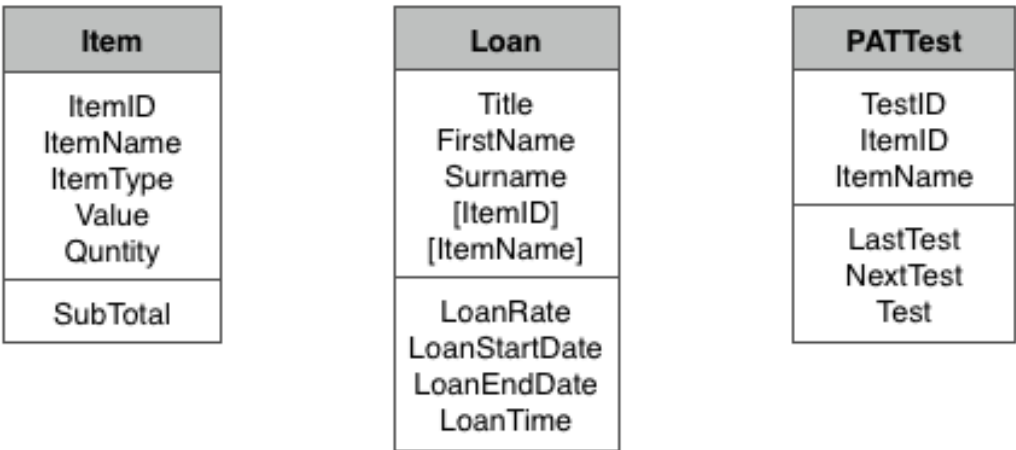 Item
ItemID
ItemName
ItemType
Value
Quntity
SubTotal
Loan
Title
FirstName
Surname
[ItemID]
[ItemName]
LoanRate
LoanStartDate
LoanEndDate
LoanTime
PATTest
TestID
ItemID
ItemName
LastTest
NextTest
Test